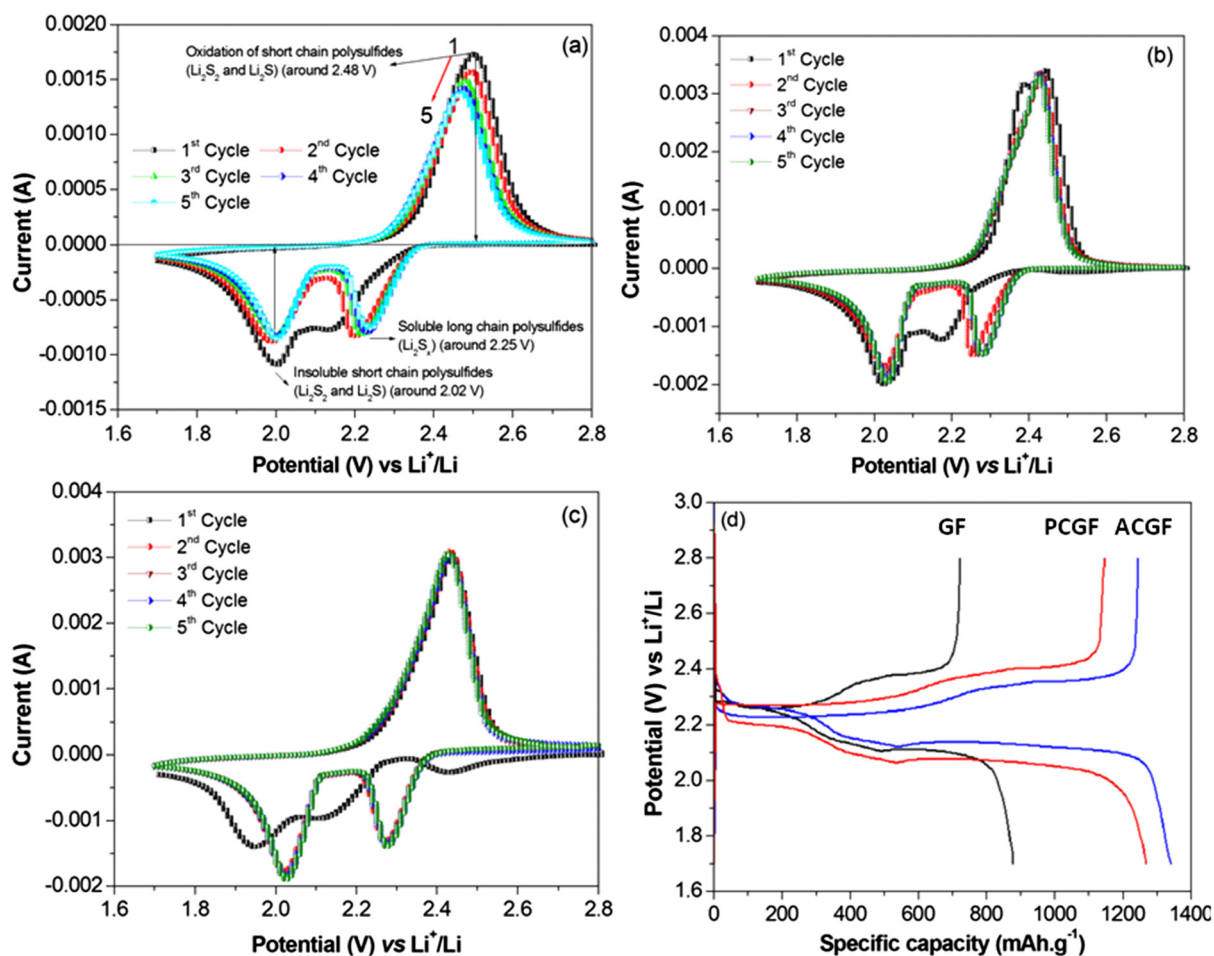 (a)
0.0020
0.0015
0.0010
0.0005
0.0000
-0.0005
-0.0010
-0.0015
Current (A)
Oxidation of short chain polysulfides
(Li₂S₂ and Li₂S) (around 2.48 V)
1
5
1ˢᵗ Cycle 2ⁿᵈ Cycle
3ʳᵈ Cycle 4ᵗʰ Cycle
5ᵗʰ Cycle
Soluble long chain polysulfides
(Li₂Sₓ) (around 2.25 V)
Insoluble short chain polysulfides
(Li₂S₂ and Li₂S) (around 2.02 V)
1.6 1.8 2.0 2.2 2.4 2.6 2.8
Potential (V) vs Li⁺/Li
(b)
0.004
0.003
0.002
0.001
0.000
-0.001
-0.002
Current (A)
1ˢᵗ Cycle
2ⁿᵈ Cycle
3ʳᵈ Cycle
4ᵗʰ Cycle
5ᵗʰ Cycle
1.6 1.8 2.0 2.2 2.4 2.6 2.8
Potential (V) vs Li⁺/Li
(c)
0.004
0.003
0.002
0.001
0.000
-0.001
-0.002
Current (A)
1ˢᵗ Cycle
2ⁿᵈ Cycle
3ʳᵈ Cycle
4ᵗʰ Cycle
5ᵗʰ Cycle
1.6 1.8 2.0 2.2 2.4 2.6 2.8
Potential (V) vs Li⁺/Li
(d)
GF PCGF ACGF
3.0
2.8
2.6
2.4
2.2
2.0
1.8
1.6
Potential (V) vs Li⁺/Li
0 200 400 600 800 1000 1200 1400
Specific capacity (mAh.g⁻¹)